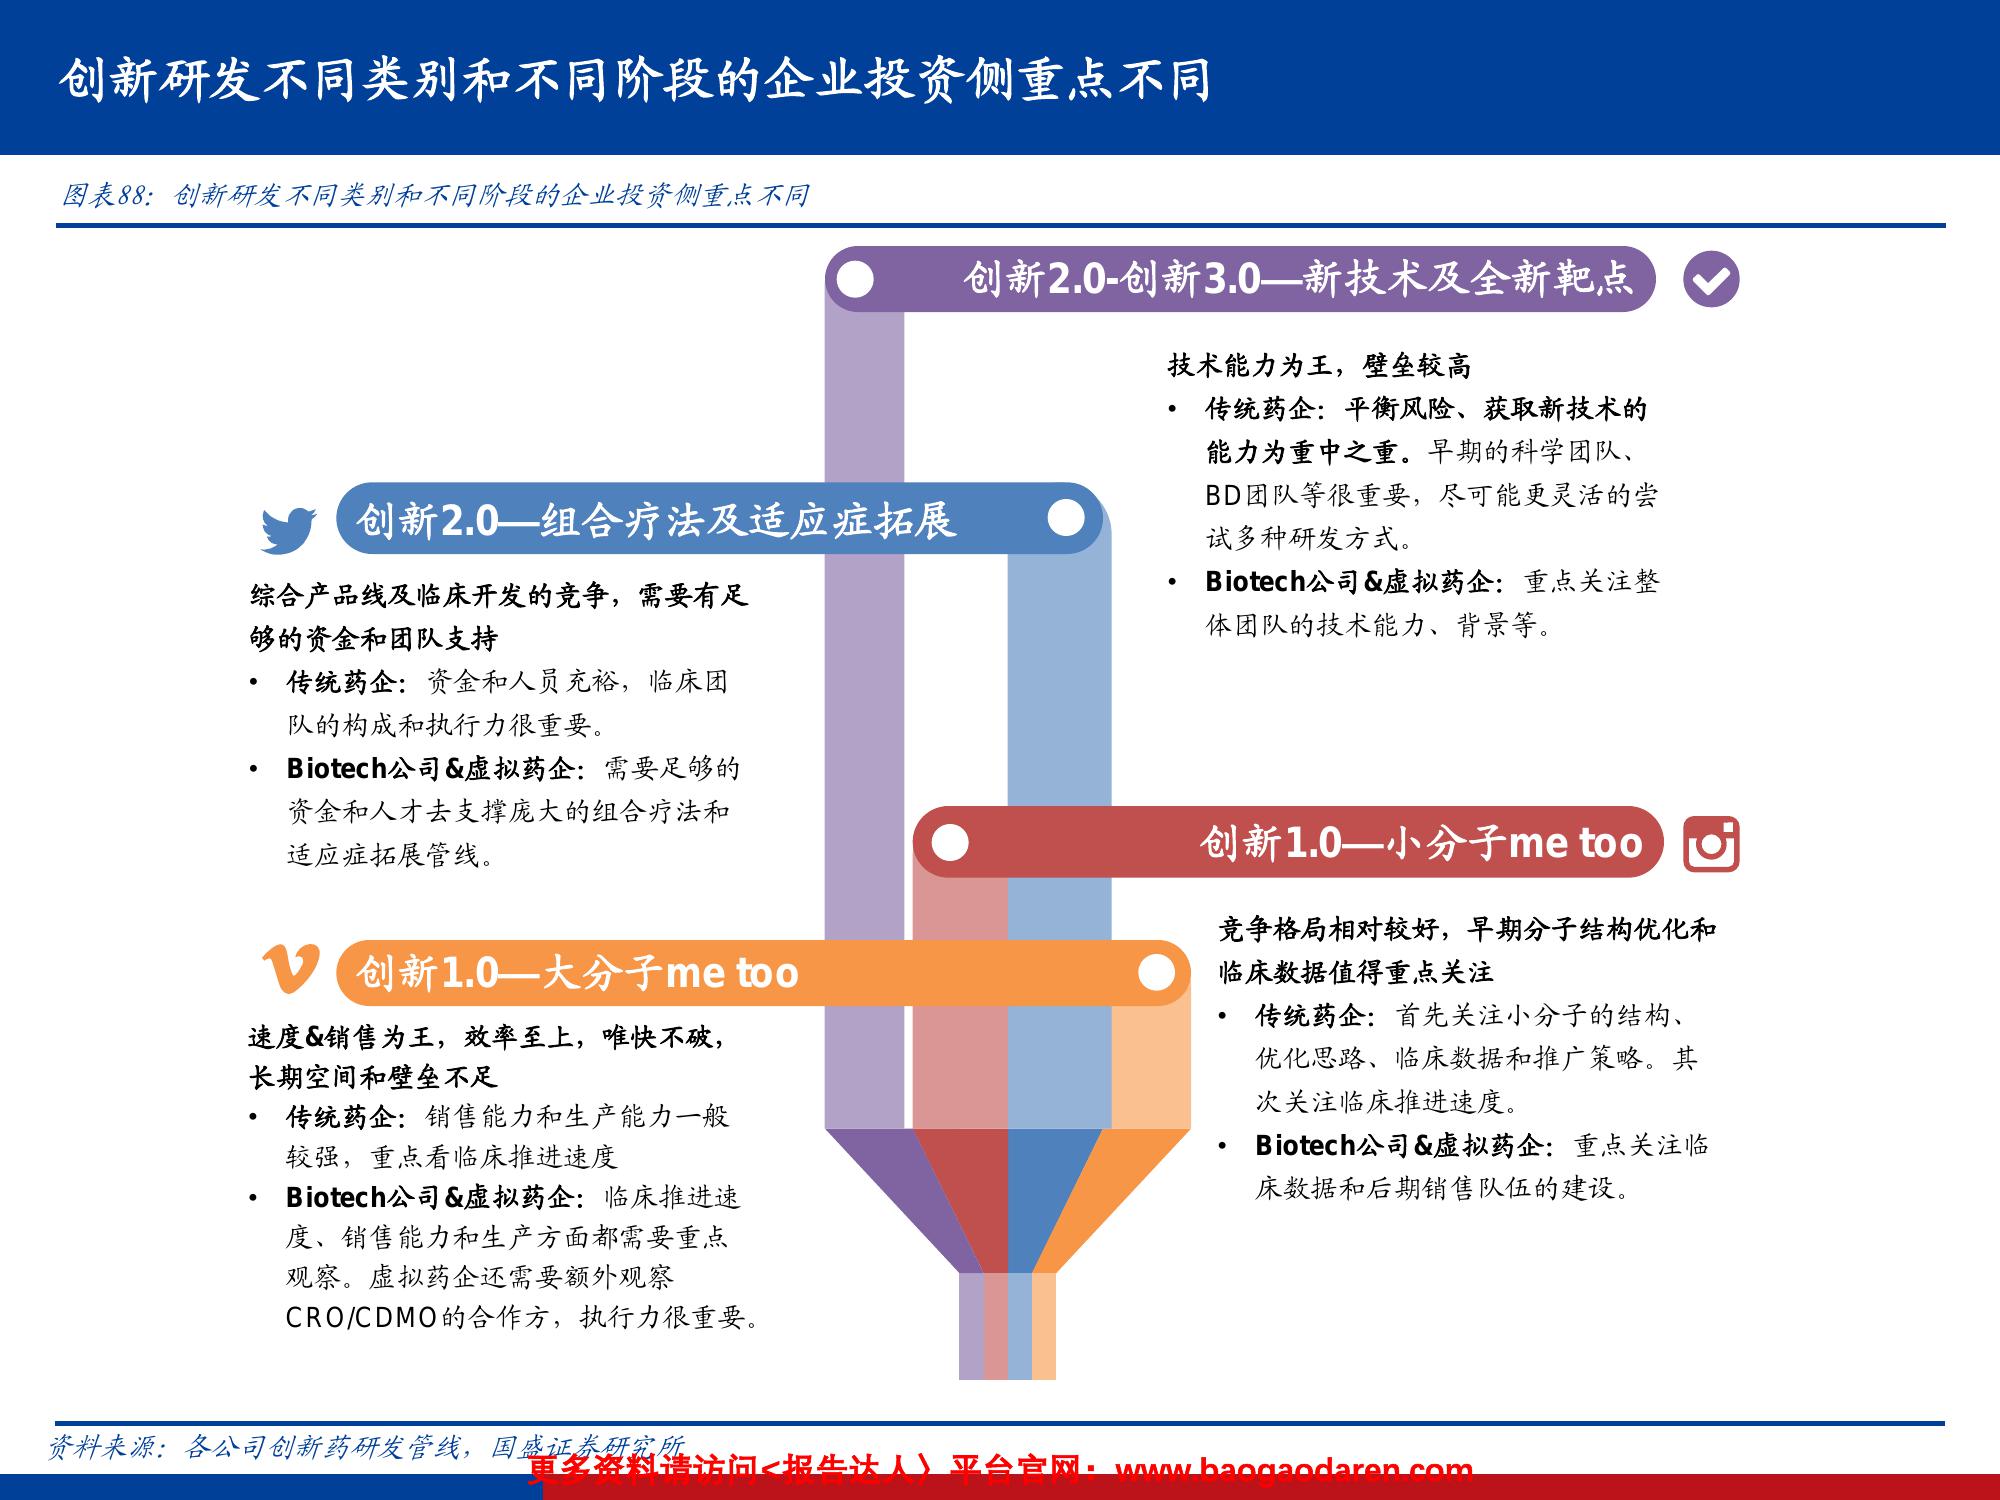 创新研发不同类别和不同阶段的企业投资侧重点不同
图表88：创新研发不同类别和不同阶段的企业投资侧重点不同
创新2.0-创新3.0—新技术及全新靶点
技术能力为王，壁垒较高
• 传统药企：平衡风险、获取新技术的
能力为重中之重。早期的科学团队、
BD团队等很重要，尽可能更灵活的尝
试多种研发方式。
• Biotech公司&虚拟药企：重点关注整
体团队的技术能力、背景等。
创新2.0—组合疗法及适应症拓展
综合产品线及临床开发的竞争，需要有足
够的资金和团队支持
• 传统药企：资金和人员充裕，临床团
队的构成和执行力很重要。
• Biotech公司&虚拟药企：需要足够的
资金和人才去支撑庞大的组合疗法和
适应症拓展管线。
创新1.0—小分子me too
竞争格局相对较好，早期分子结构优化和
临床数据值得重点关注
• 传统药企：首先关注小分子的结构、
优化思路、临床数据和推广策略。其
次关注临床推进速度。
• Biotech公司&虚拟药企：重点关注临
床数据和后期销售队伍的建设。
创新1.0—大分子me too
速度&销售为王，效率至上，唯快不破，
长期空间和壁垒不足
• 传统药企：销售能力和生产能力一般
较强，重点看临床推进速度
• Biotech公司&虚拟药企：临床推进速
度、销售能力和生产方面都需要重点
观察。虚拟药企还需要额外观察
CRO/CDMO的合作方，执行力很重要。
资料来源：各公司创新药研发管线，国盛证券研究所
更多资料请访问<报告达人〉平台官网：www.baogaodaren.com